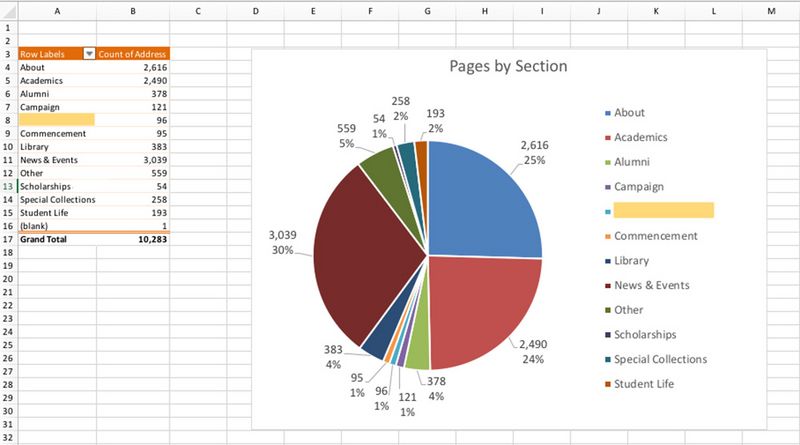 A B C D E F G H I J K L M
1
2
3 Row Labels Count of Address
4 About 2,616
5 Academics 2,490
6 Alumni 378
7 Campaign 121
8 96
9 Commencement 95
10 Library 383
11 News & Events 3,039
12 Other 559
13 Scholarships 54
14 Special Collections 258
15 Student Life 193
16 (blank) 1
17 Grand Total 10,283
18
19
20
21
22
23
24
25
26
27
28
29
30
31
32
Pages by Section
2,616
25%
2,490
24%
378
4%
121
1%
96
1%
95
1%
383
4%
3,039
30%
559
5%
54
1%
258
2%
193
2%
About
Academics
Alumni
Campaign
Commencement
Library
News & Events
Other
Scholarships
Special Collections
Student Life